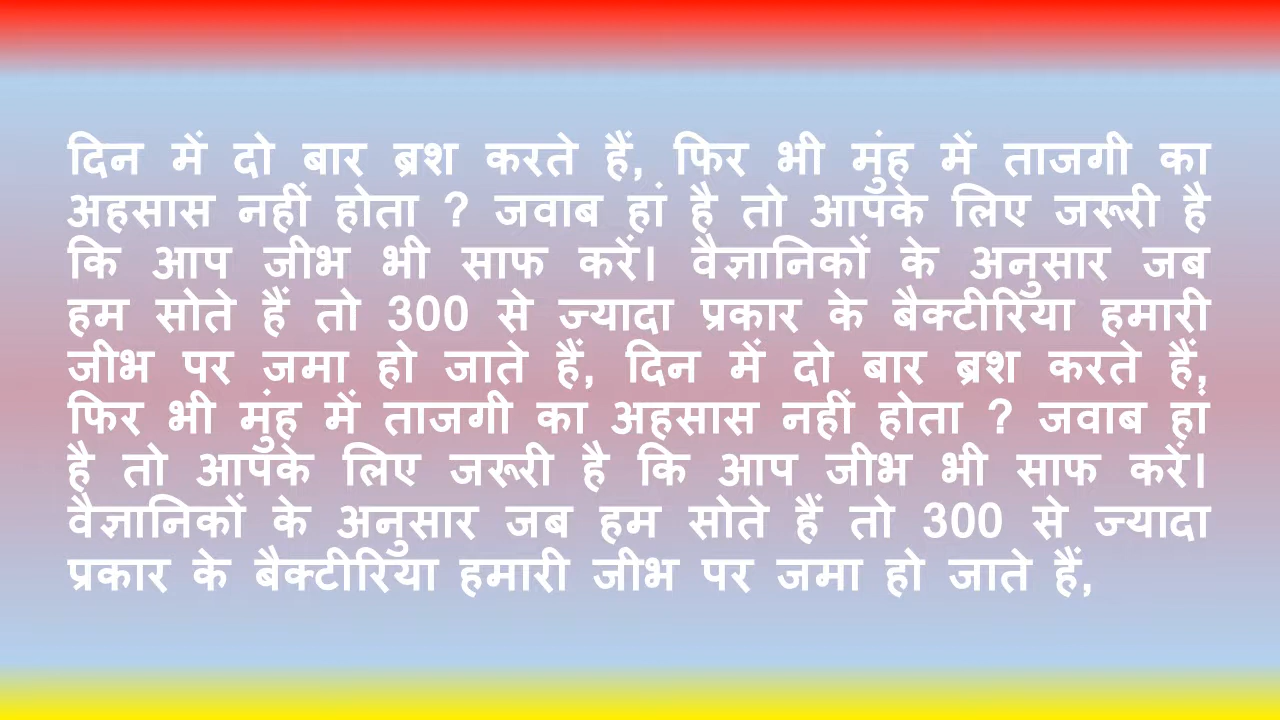 दिन में दो बार ब्रश करते हैं, फिर भी मुंह में ताजगी का
अहसास नहीं होता ? जवाब हां है तो आपके लिए जरूरी है
कि आप जीभ भी साफ करें| वैज्ञानिकों के अनुसार जब
हम सोते हैं तो 300 से ज्यादा प्रकार के बैक्टीरिया हमारी
जीभ पर जमा हो जाते हैं, दिन में दो बार ब्रश करते हैं,
फिर भी मुंह में ताजगी का अहसास नहीं होता ? जवाब हां
है तो आपके लिए जरूरी है कि आप जीभ भी साफ करें|
वैज्ञानिकों के अनुसार जब हम सोते हैं तो 300 से ज्यादा
प्रकार के बैक्टीरिया हमारी जीभ पर जमा हो जाते हैं,